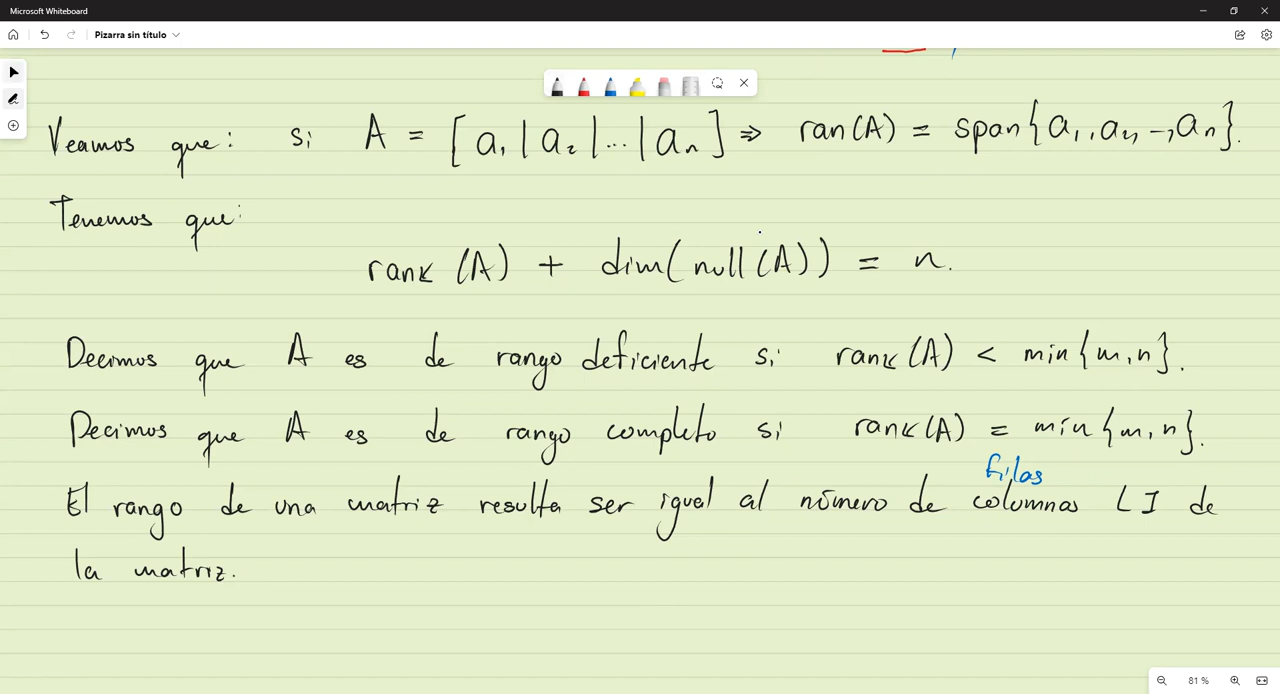 Microsoft Whiteboard
Pizarra sin título
Veamos que: si A = [a₁ | a₂ | ... | aₙ] ⇒ ran(A) = span{a₁, a₂, -, aₙ}.
Tenemos que:
rank (A) + dim(null(A)) = n.
Decimos que A es de rango deficiente si rank(A) < min{m,n}.
Decimos que A es de rango completo si rank(A) = min{m,n}.
filas
El rango de una matriz resulta ser igual al número de columnas LI de
la matriz.
81 %